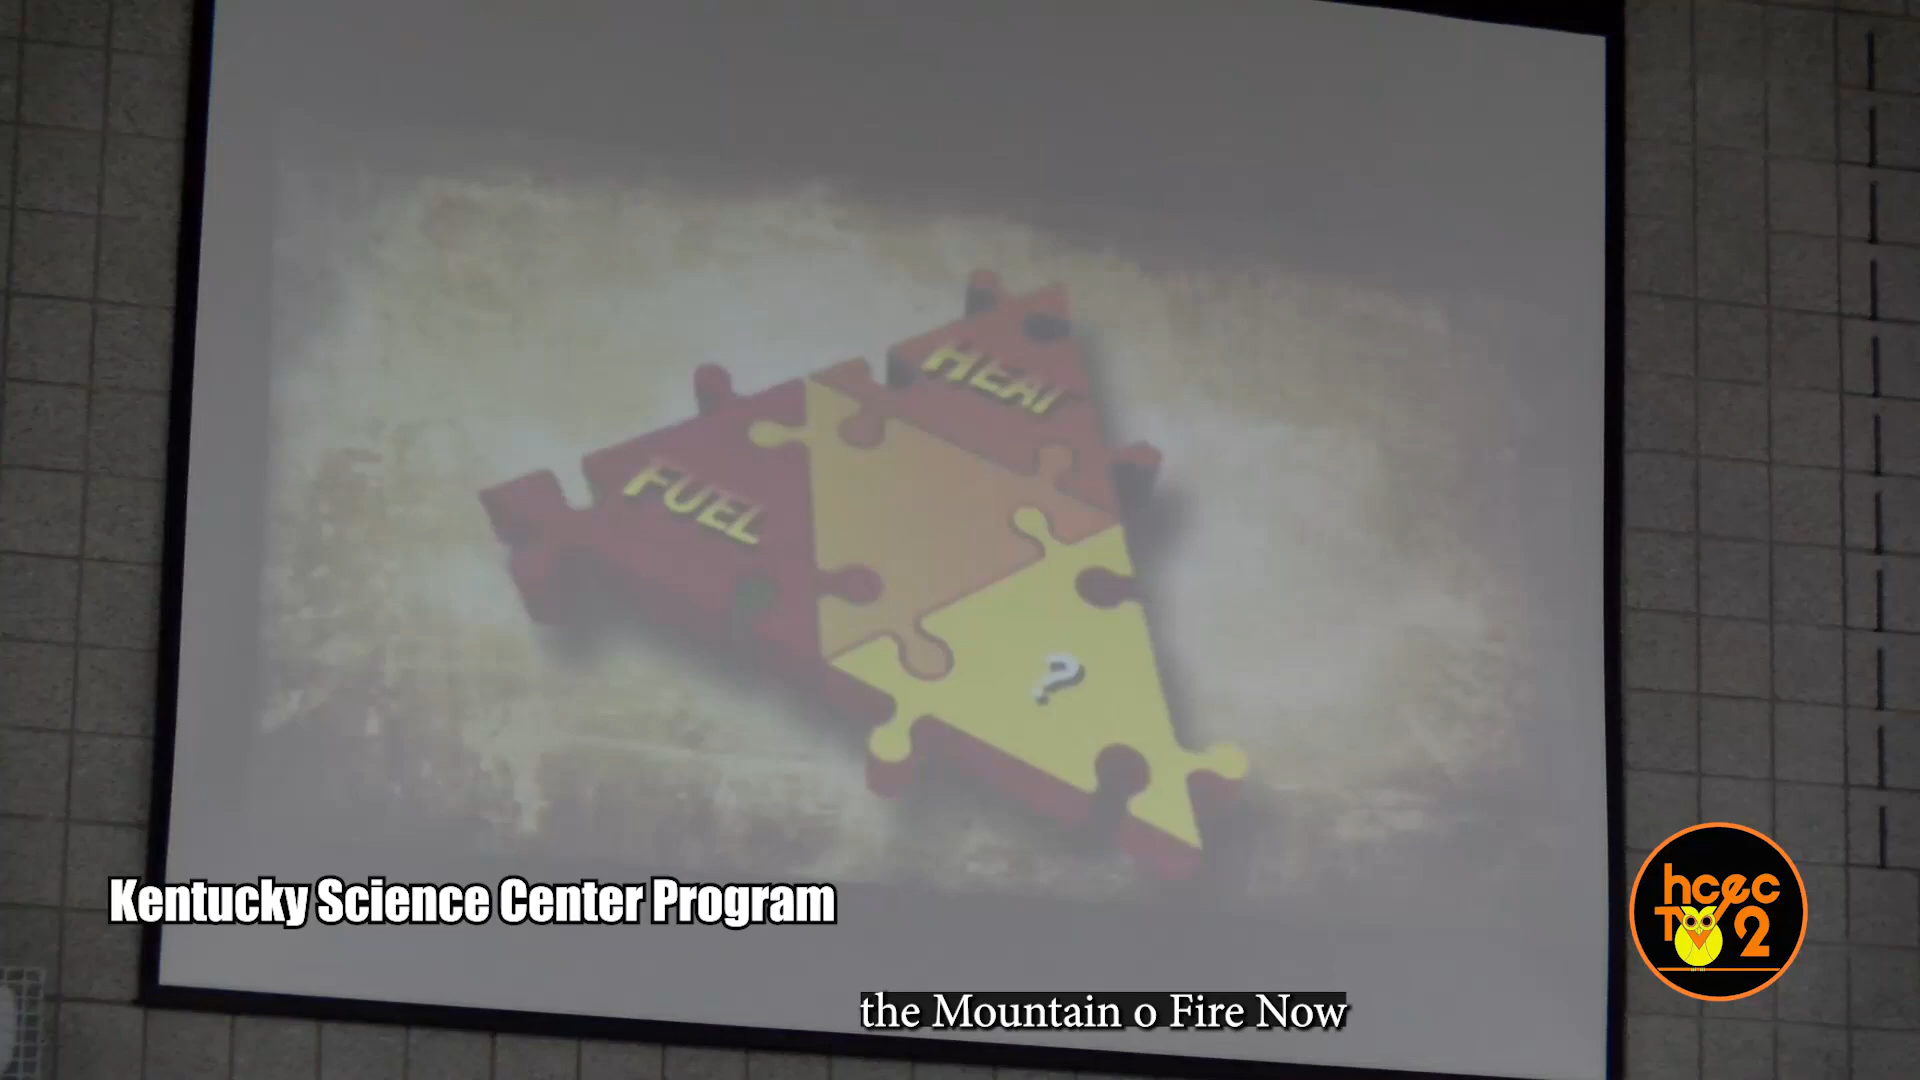 HEAT
FUEL
?
Kentucky Science Center Program
hcec
TV 2
the Mountain o Fire Now